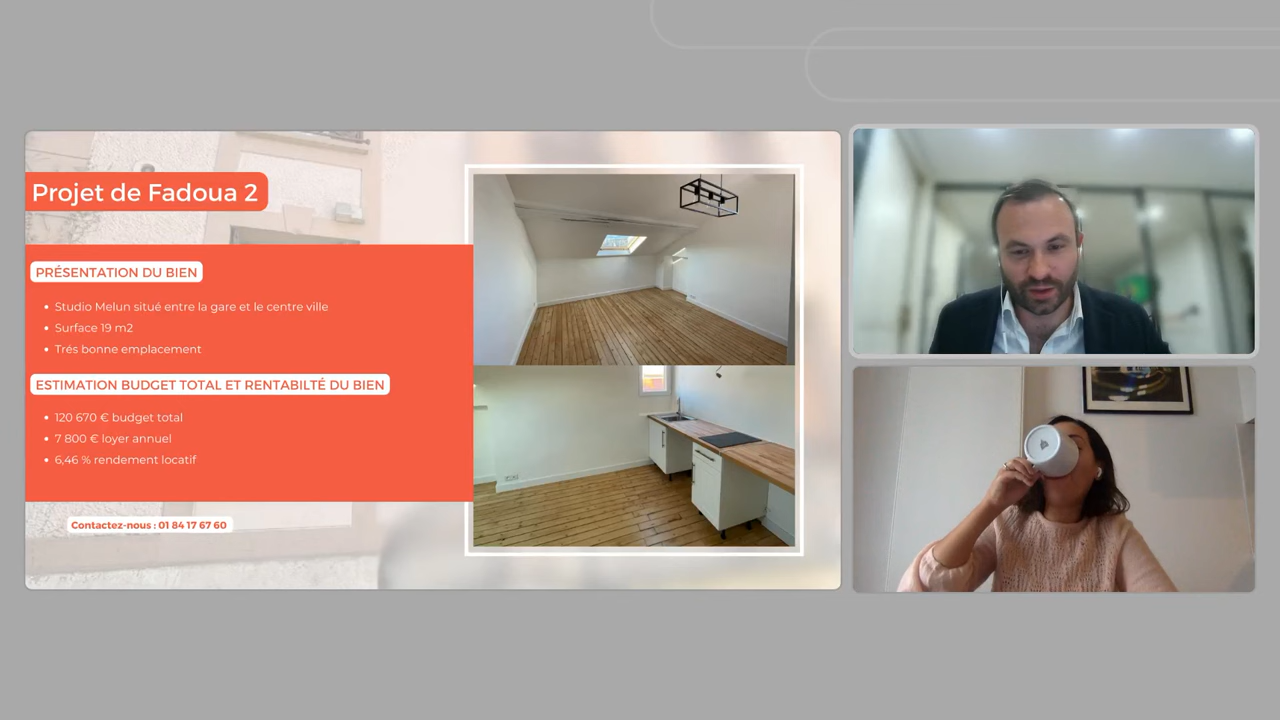 Projet de Fadoua 2
PRÉSENTATION DU BIEN
Studio Melun situé entre la gare et le centre ville
Surface 19 m2
Trés bonne emplacement
ESTIMATION BUDGET TOTAL ET RENTABILTÉ DU BIEN
120 670 € budget total
7 800 € loyer annuel
6,46 % rendement locatif
Contactez-nous : 01 84 17 67 60